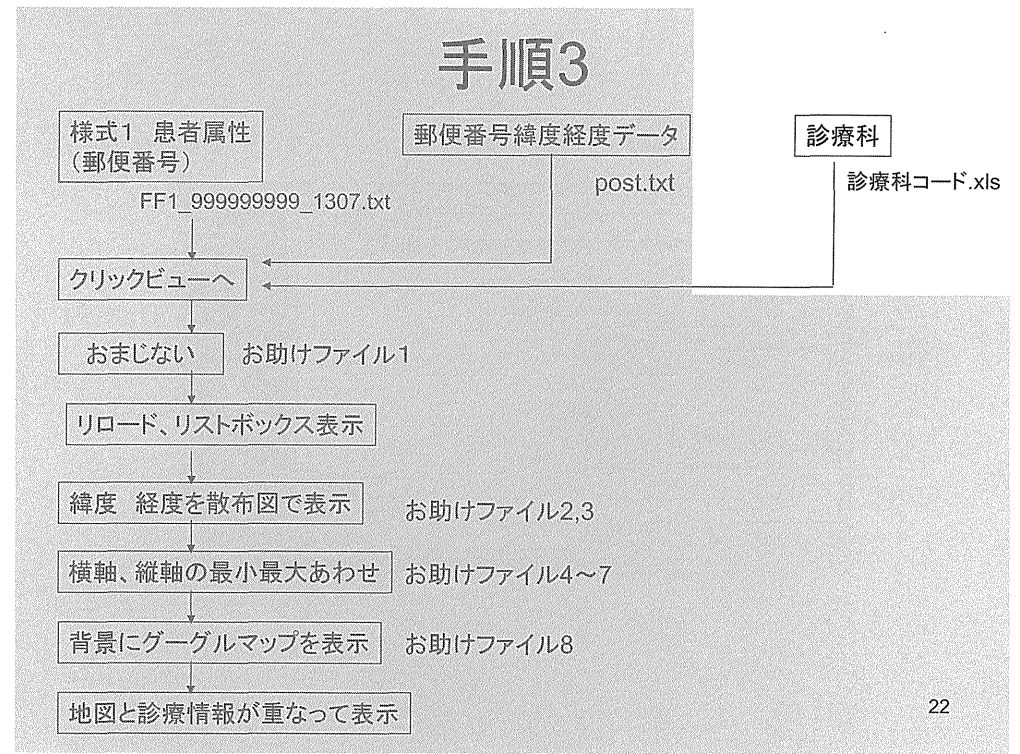 手順3
様式1 患者属性
(郵便番号)
郵便番号緯度経度データ
診療科
FF1_999999999_1307.txt
post.txt
診療科コード.xls
クリックビューへ
おまじない
お助けファイル1
リロード、リストボックス表示
緯度 経度を散布図で表示
お助けファイル2,3
横軸、縦軸の最小最大あわせ
お助けファイル4～7
背景にグーグルマップを表示
お助けファイル8
地図と診療情報が重なって表示
22